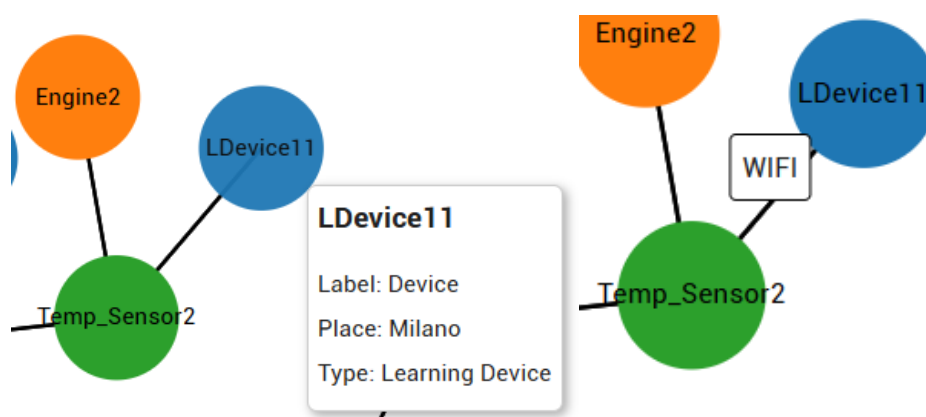 Engine2
LDevice11
Temp_Sensor2
LDevice11
Label: Device
Place: Milano
Type: Learning Device
Engine2
LDevice11
WIFI
Temp_Sensor2